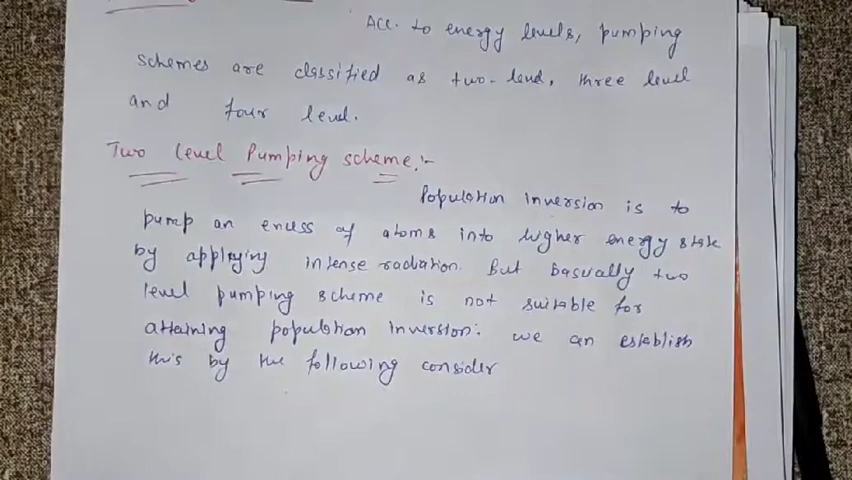 Acc. to energy levels, pumping
schemes are classified as two-level, three level
and four level.
Two level Pumping scheme:-
Population inversion is to
pump an excess of atoms into higher energy state
by applying intense radiation. But basically two
level pumping scheme is not suitable for
attaining population inversion. we can establish
this by the following consider